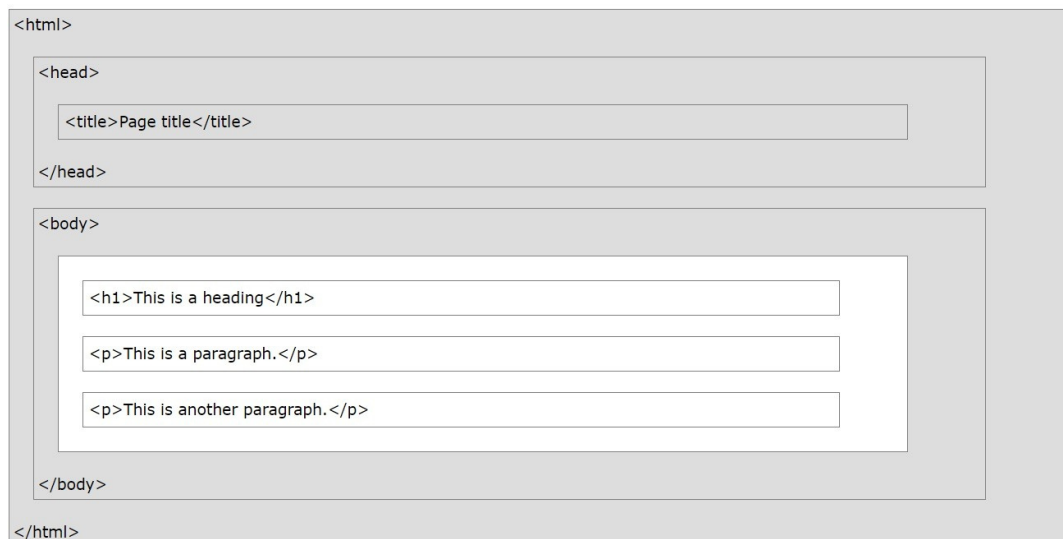 <html>
<head>
<title>Page title</title>
</head>
<body>
<h1>This is a heading</h1>
<p>This is a paragraph.</p>
<p>This is another paragraph.</p>
</body>
</html>